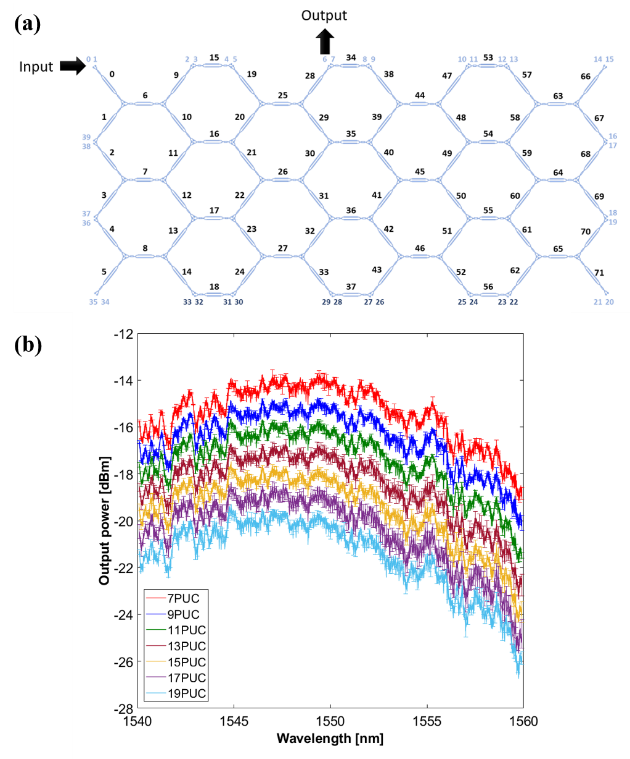 (a)
Output
Input
0 1 2 3 15 4 5 6 7 34 8 9 10 11 53 12 13 14 15
0 9 19 28 38 47 57 66
6 25 44 63
1 10 20 29 39 48 58 67
39 16 35 54 16
38 17
2 11 21 30 40 49 59 68
7 26 45 64
3 12 22 31 41 50 60 69
37 17 36 55 18
36 19
4 13 23 32 42 51 61 70
8 27 46 65
5 14 24 33 43 52 62 71
35 34 33 32 18 31 30 29 28 37 27 26 25 24 56 23 22 21 20
(b)
-12
-14
-16
-18
-20
-22
-24
-26
-28
Output power [dBm]
7PUC
9PUC
11PUC
13PUC
15PUC
17PUC
19PUC
1540 1545 1550 1555 1560
Wavelength [nm]